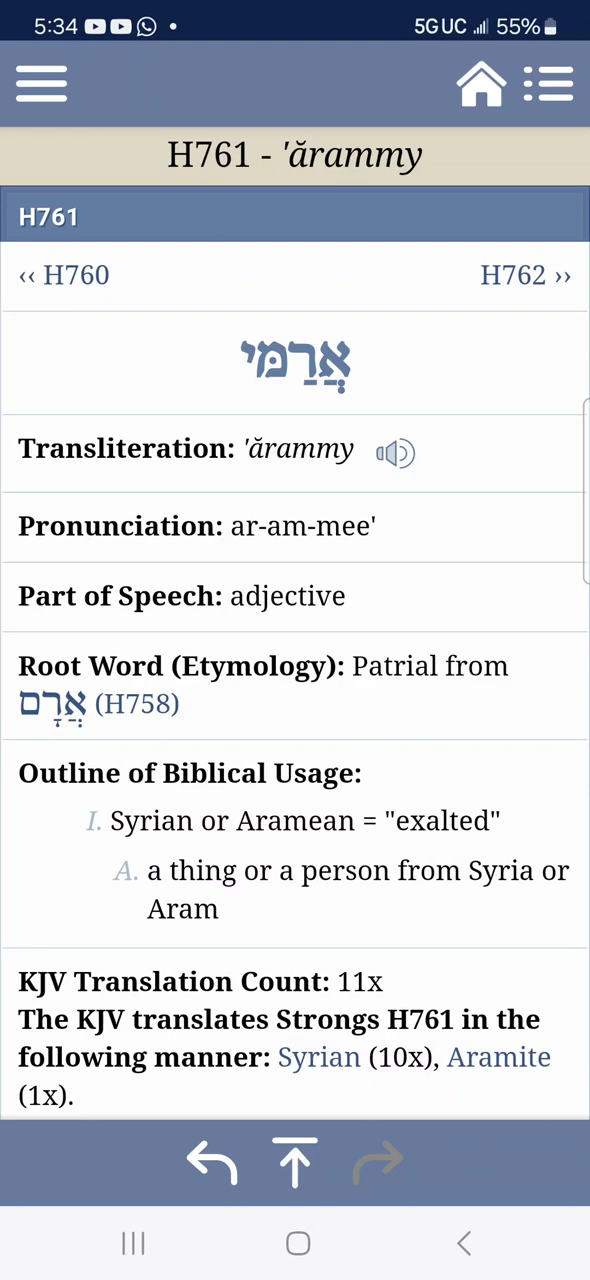 5:34 5G UC 55%
H761 - 'ărammy
H761
‹‹ H760 H762 ››
אֲרַמִּי
Transliteration: 'ărammy
Pronunciation: ar-am-mee'
Part of Speech: adjective
Root Word (Etymology): Patrial from
אֲרָם (H758)
Outline of Biblical Usage:
I. Syrian or Aramean = "exalted"
A. a thing or a person from Syria or
Aram
KJV Translation Count: 11x
The KJV translates Strongs H761 in the
following manner: Syrian (10x), Aramite
(1x).